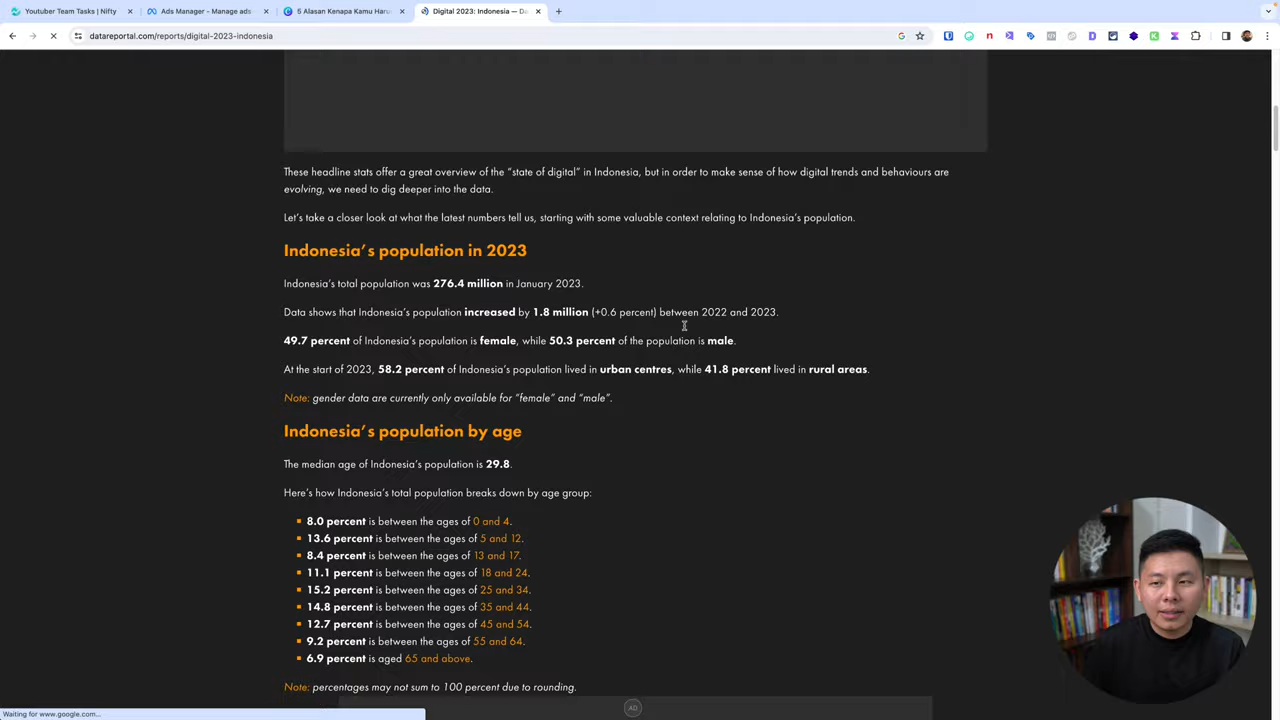 Youtuber Team Tasks | Nifty
Ads Manager - Manage ads
5 Alasan Kenapa Kamu Haru
Digital 2023: Indonesia — Da
datareportal.com/reports/digital-2023-indonesia
These headline stats offer a great overview of the “state of digital” in Indonesia, but in order to make sense of how digital trends and behaviours are
evolving, we need to dig deeper into the data.
Let’s take a closer look at what the latest numbers tell us, starting with some valuable context relating to Indonesia’s population.
Indonesia’s population in 2023
Indonesia’s total population was 276.4 million in January 2023.
Data shows that Indonesia’s population increased by 1.8 million (+0.6 percent) between 2022 and 2023.
49.7 percent of Indonesia’s population is female, while 50.3 percent of the population is male.
At the start of 2023, 58.2 percent of Indonesia’s population lived in urban centres, while 41.8 percent lived in rural areas.
Note: gender data are currently only available for “female” and “male”.
Indonesia’s population by age
The median age of Indonesia’s population is 29.8.
Here’s how Indonesia’s total population breaks down by age group:
8.0 percent is between the ages of 0 and 4.
13.6 percent is between the ages of 5 and 12.
8.4 percent is between the ages of 13 and 17.
11.1 percent is between the ages of 18 and 24.
15.2 percent is between the ages of 25 and 34.
14.8 percent is between the ages of 35 and 44.
12.7 percent is between the ages of 45 and 54.
9.2 percent is between the ages of 55 and 64.
6.9 percent is aged 65 and above.
Note: percentages may not sum to 100 percent due to rounding.
AD
Waiting for www.google.com...